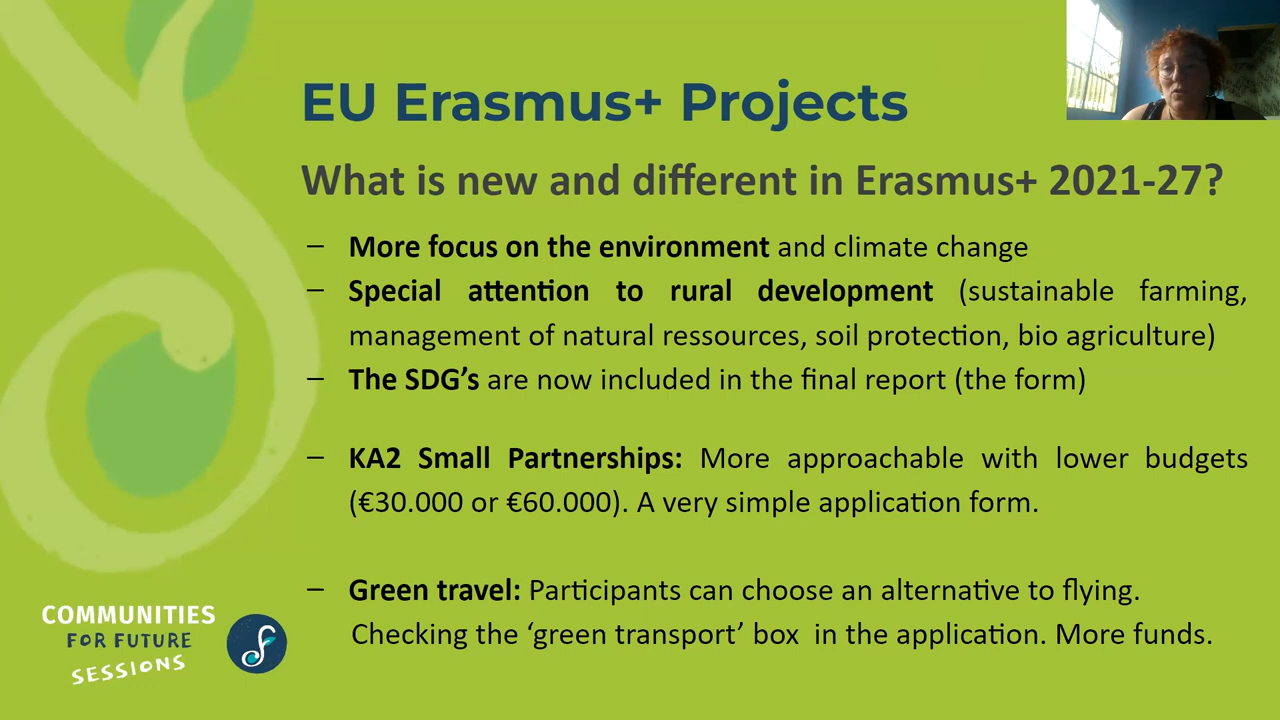 EU Erasmus+ Projects
What is new and different in Erasmus+ 2021-27?
– More focus on the environment and climate change
– Special attention to rural development (sustainable farming,
management of natural ressources, soil protection, bio agriculture)
– The SDG’s are now included in the final report (the form)
– KA2 Small Partnerships: More approachable with lower budgets
(€30.000 or €60.000). A very simple application form.
– Green travel: Participants can choose an alternative to flying.
Checking the ‘green transport’ box in the application. More funds.
COMMUNITIES
FOR FUTURE
SESSIONS